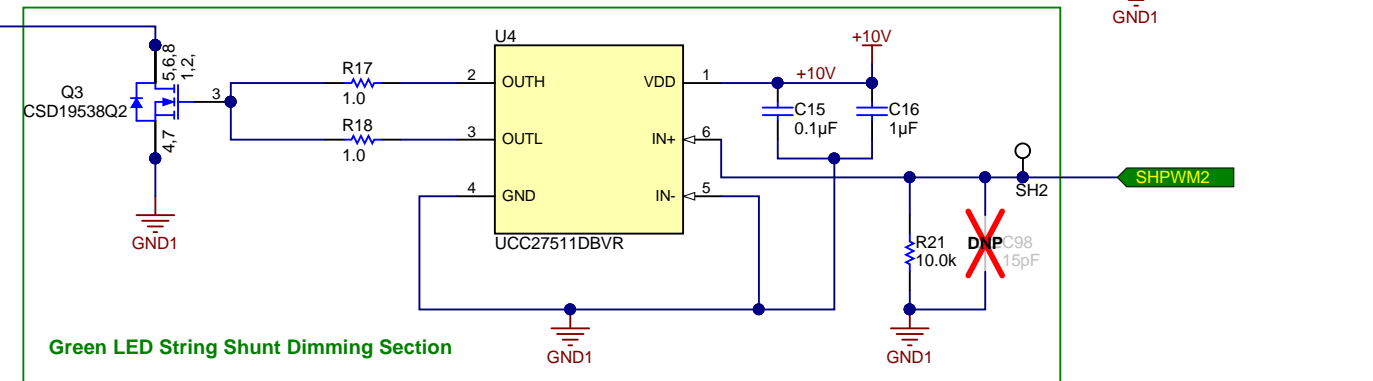 GND1
U4
+10V
Q3
CSD19538Q2
5,6,8
1,2,
3
4,7
GND1
R17
1.0
R18
1.0
2
OUTH
3
OUTL
4
GND
VDD
1
IN+
6
IN-
5
UCC27511DBVR
+10V
C15
0.1µF
C16
1µF
SH2
SHPWM2
R21
10.0k
DNP
C98
15pF
GND1
GND1
Green LED String Shunt Dimming Section